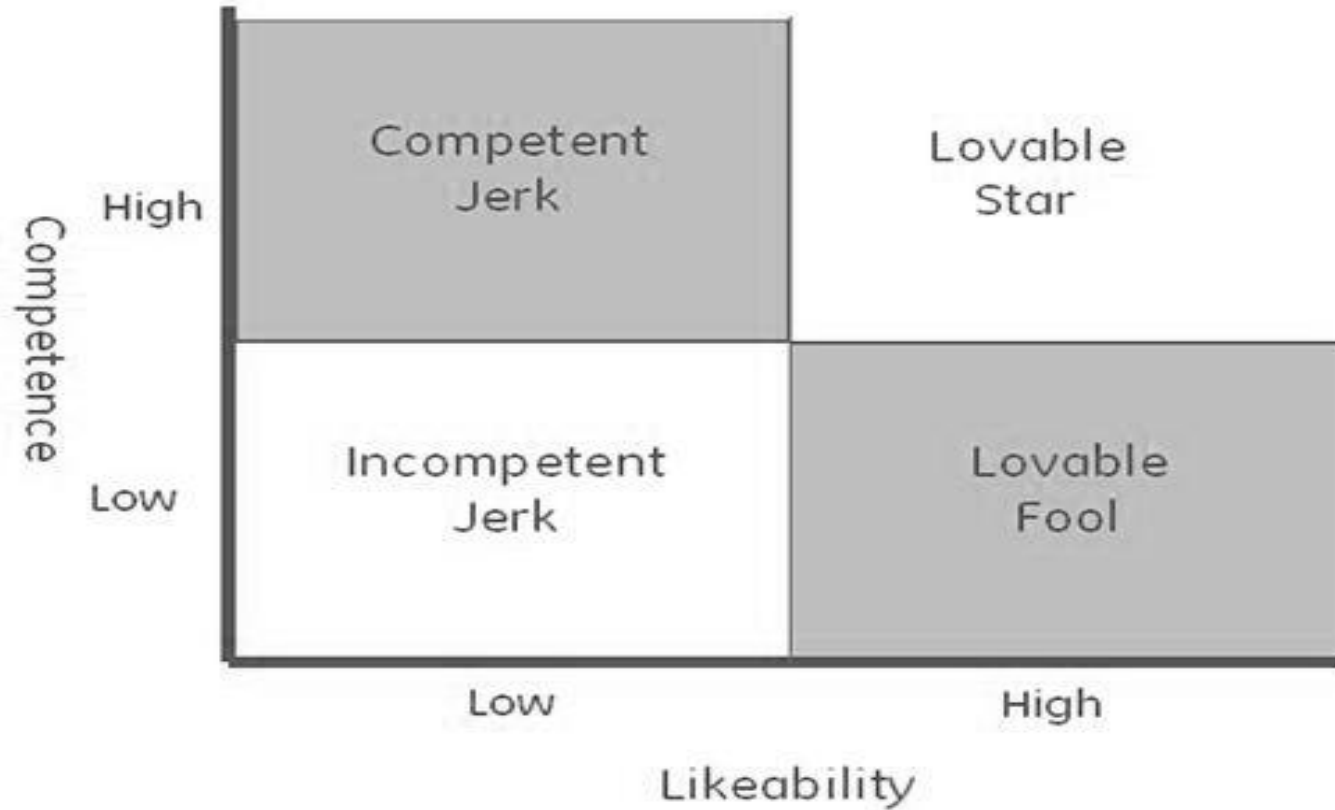 Competent
Jerk
Lovable
Star
High
Competence
Incompetent
Jerk
Lovable
Fool
Low
Low
High
Likeability